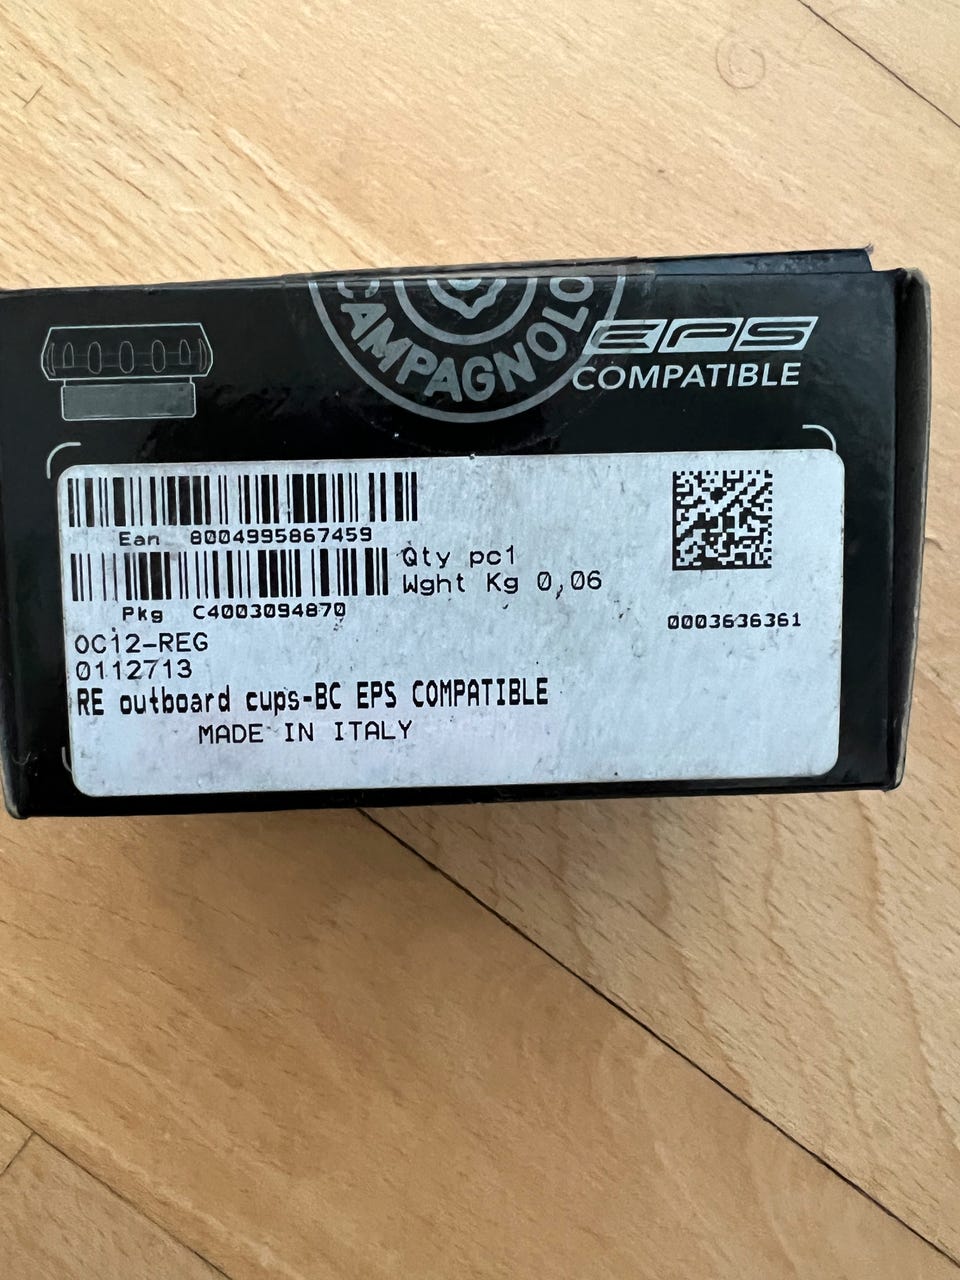 CAMPAGNOLO
EPS
COMPATIBLE
Ean 8004995867459
Qty pc1
Wght Kg 0,06
Pkg C4003094870
0003636361
OC12-REG
0112713
RE outboard cups-BC EPS COMPATIBLE
MADE IN ITALY